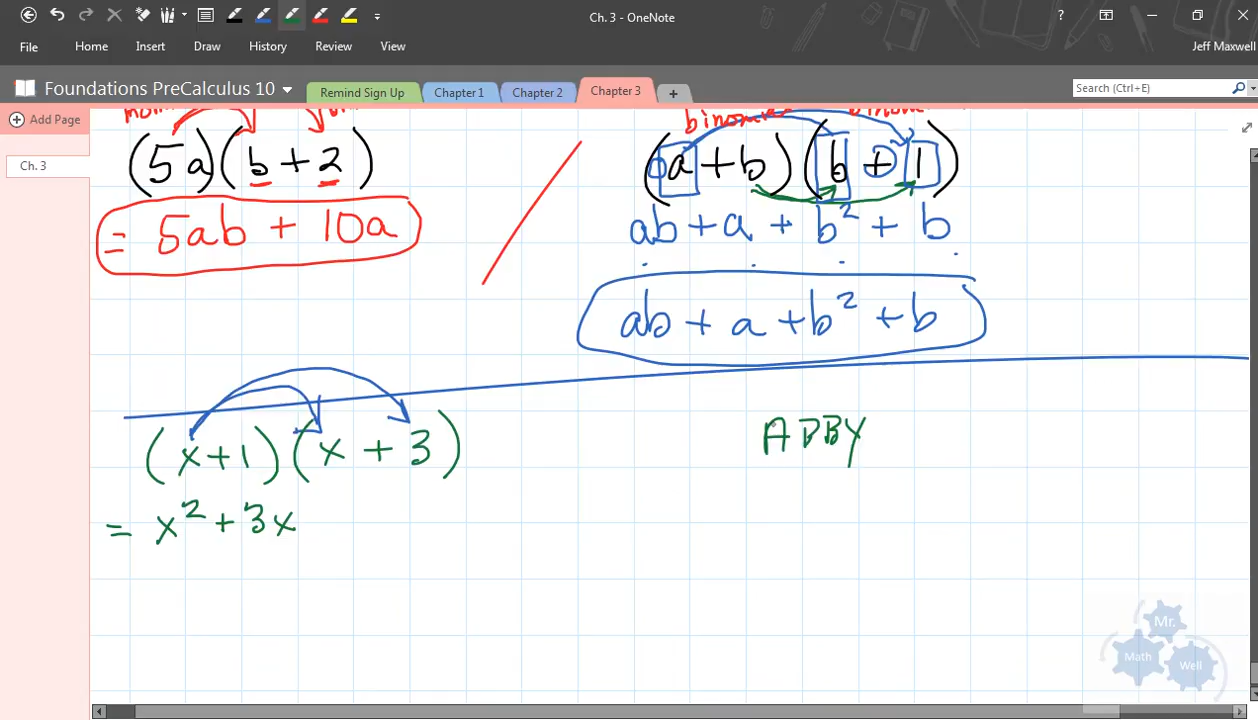 Ch. 3 - OneNote
?
File
Home
Insert
Draw
History
Review
View
Jeff Maxwell
Foundations PreCalculus 10
Remind Sign Up
Chapter 1
Chapter 2
Chapter 3
+
Search (Ctrl+E)
Add Page
Ch. 3
(5a)(b + 2)
= 5ab + 10a
(a + b)(b + 1)
ab + a + b² + b
ab + a + b² + b
(x + 1)(x + 3)
= x² + 3x
ABBY
Mr.
Math
Well